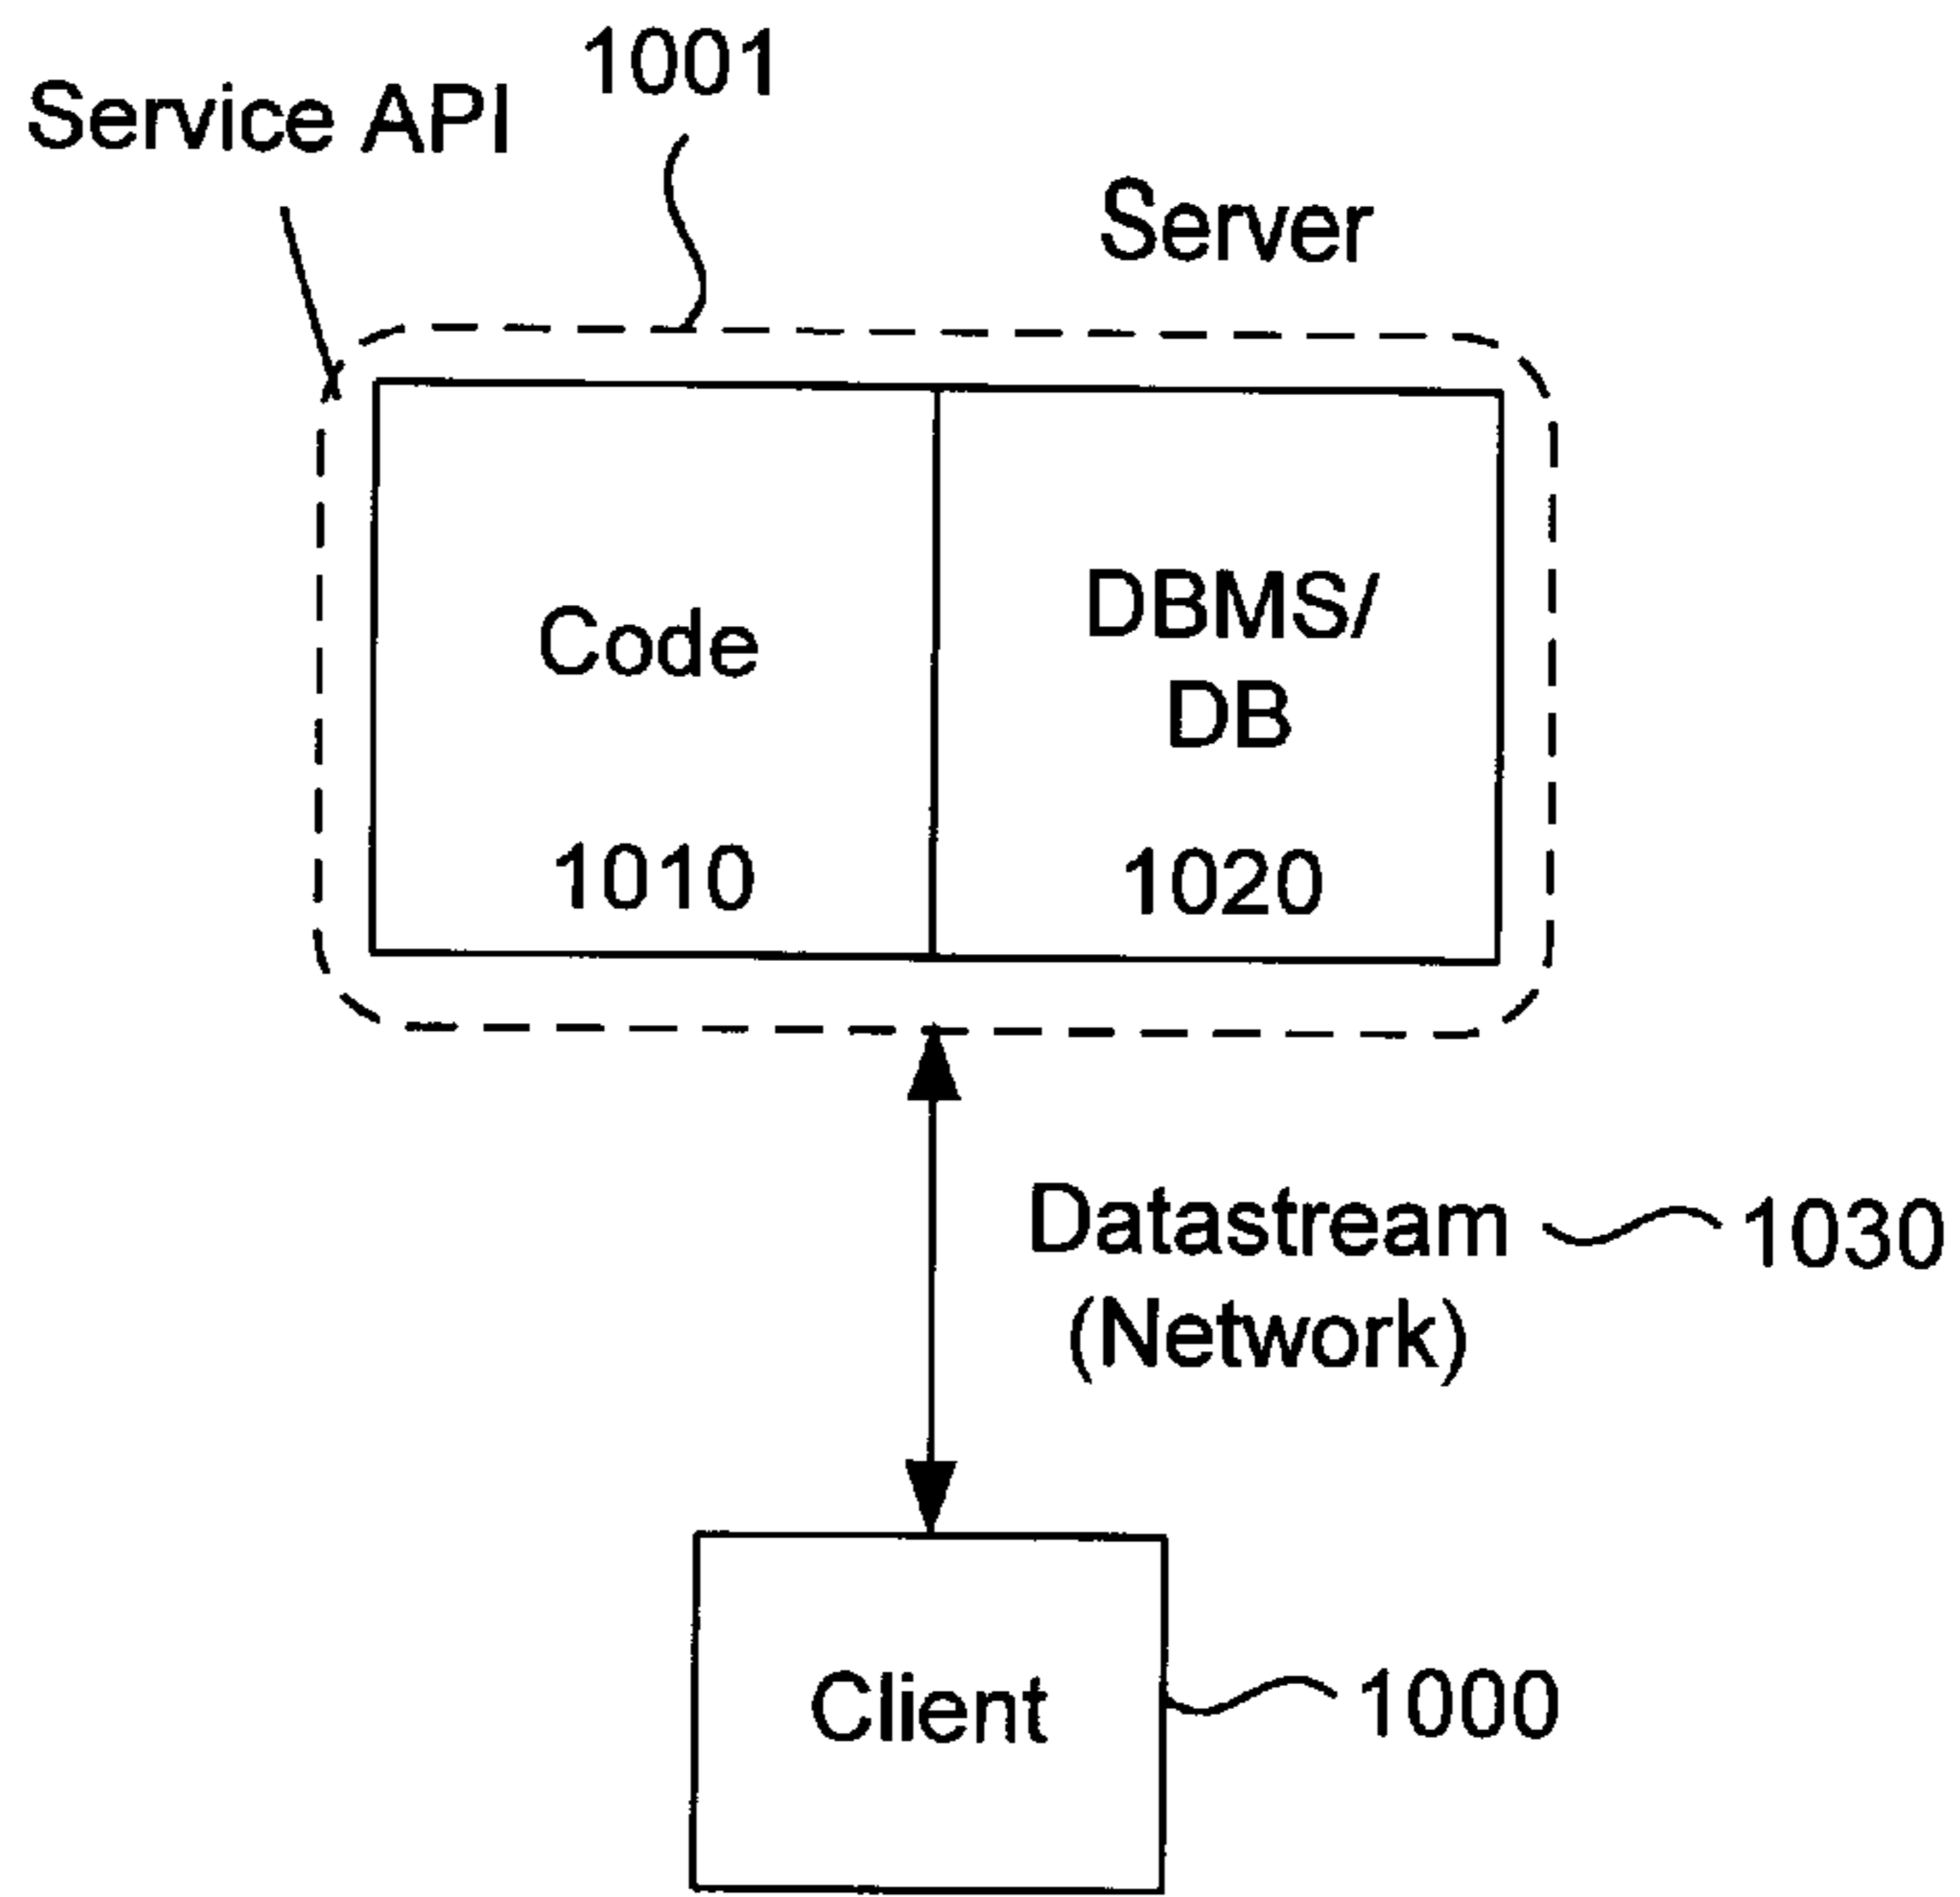 1001
Service API
Server
Code
1010
DBMS/
DB
1020
Datastream
(Network)
1030
Client
1000